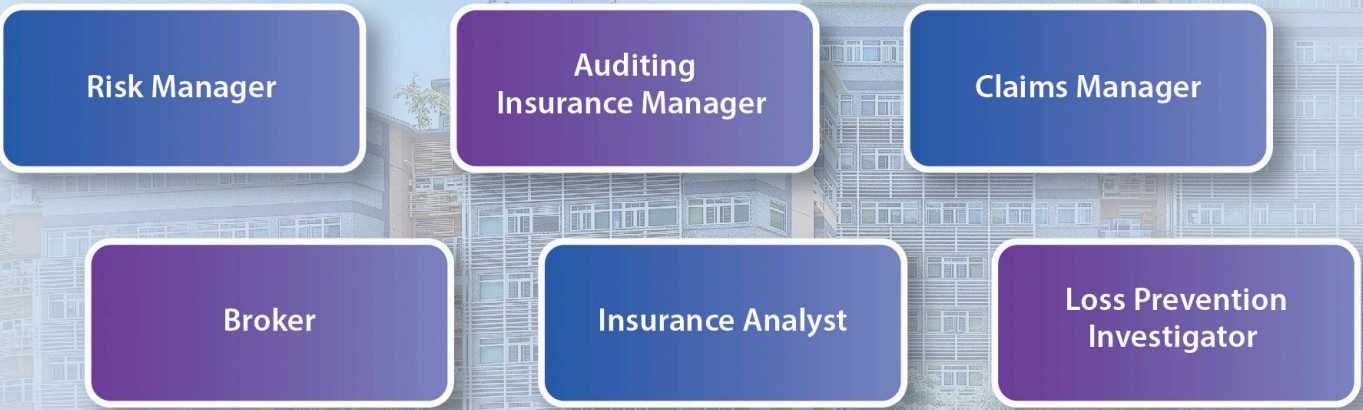 Risk Manager
Auditing
Insurance Manager
Claims Manager
Broker
Insurance Analyst
Loss Prevention
Investigator